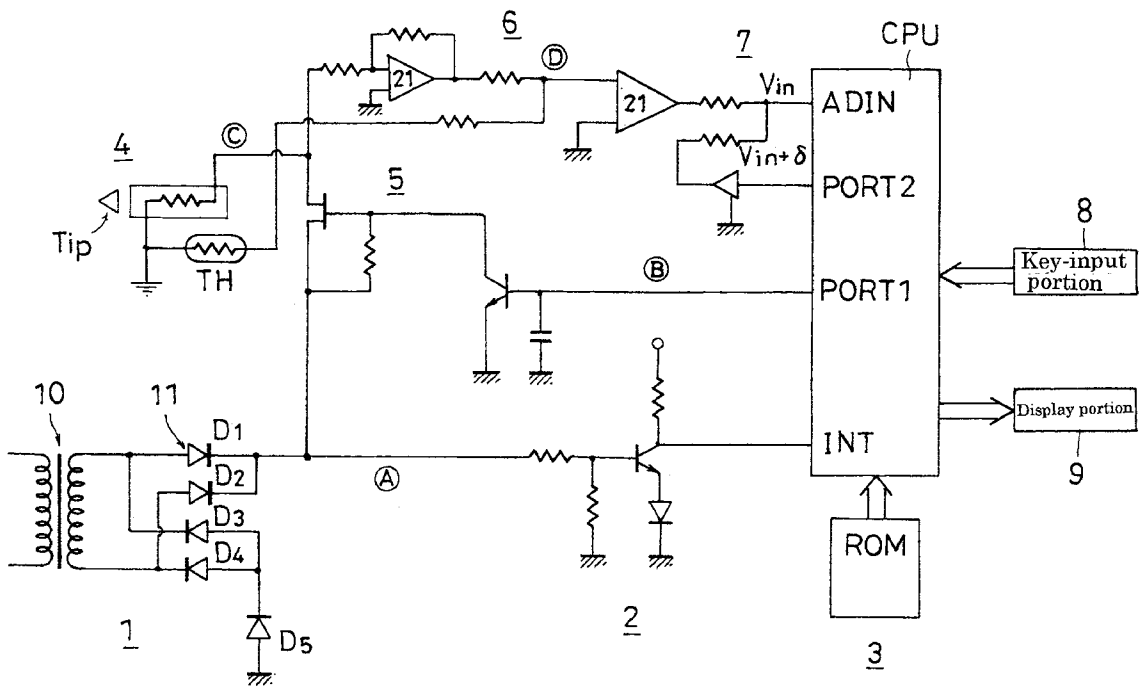 CPU
6
D
7
21
21
Vin
ADIN
C
4
Vin+δ
5
PORT2
8
Tip
TH
Key-input
portion
B
PORT1
10
11
D1
Display portion
INT
A
D2
9
D3
D4
ROM
1
D5
2
3